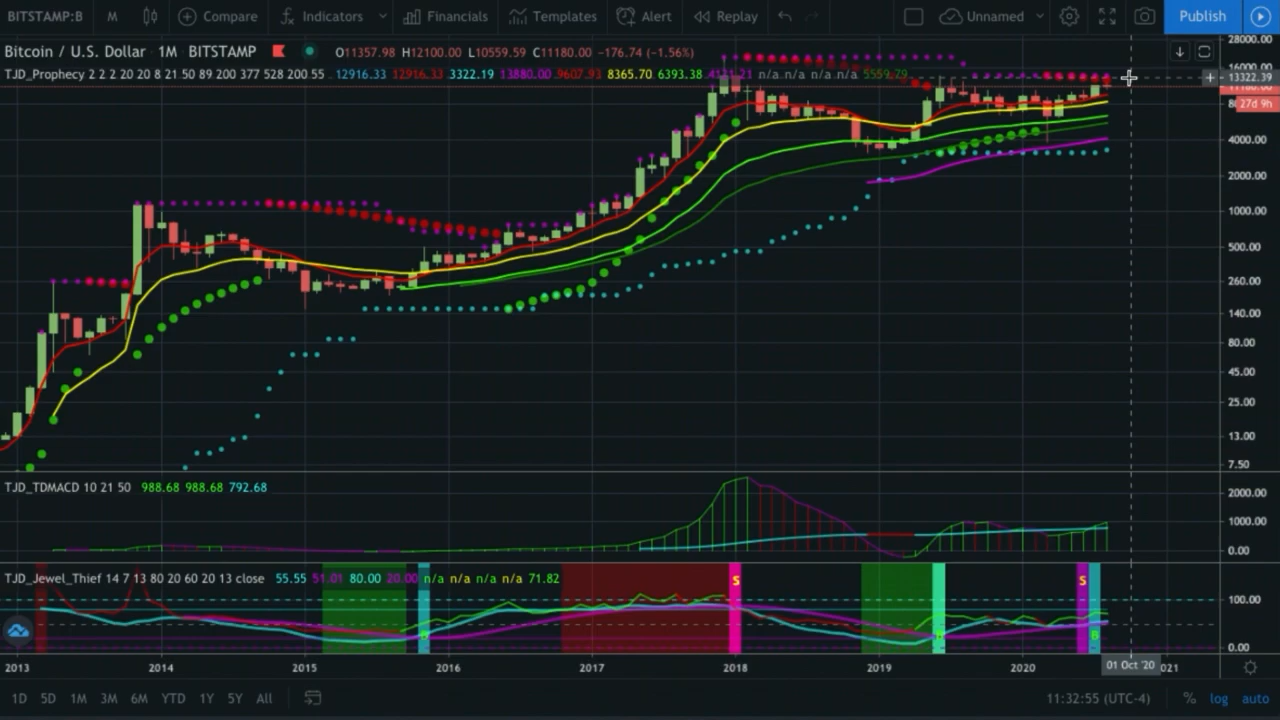 BITSTAMP:B M Compare Indicators Financials Templates Alert Replay Unnamed Publish
Bitcoin / U.S. Dollar 1M BITSTAMP O11357.98 H12100.00 L10559.59 C11180.00 −176.74 (−1.56%)
TJD_Prophecy 2 2 2 20 20 8 21 50 89 200 377 528 200 55 12916.33 12916.33 3322.19 13880.00 9607.93 8365.70 6393.38 n/a n/a n/a n/a 5559.79
28000.00
13322.39
27d 9h
4000.00
2000.00
1000.00
500.00
260.00
140.00
80.00
45.00
25.00
13.00
7.50
TJD_TDMACD 10 21 50 988.68 988.68 792.68
2000.00
1000.00
0.00
TJD_Jewel_Thief 14 7 13 80 20 60 20 13 close 55.55 51.01 80.00 20.00 n/a n/a n/a n/a 71.82
S
S
B
B
B
100.00
0.00
2013 2014 2015 2016 2017 2018 2019 2020 01 Oct '20 021
1D 5D 1M 3M 6M YTD 1Y 5Y All 11:32:55 (UTC-4) % log auto